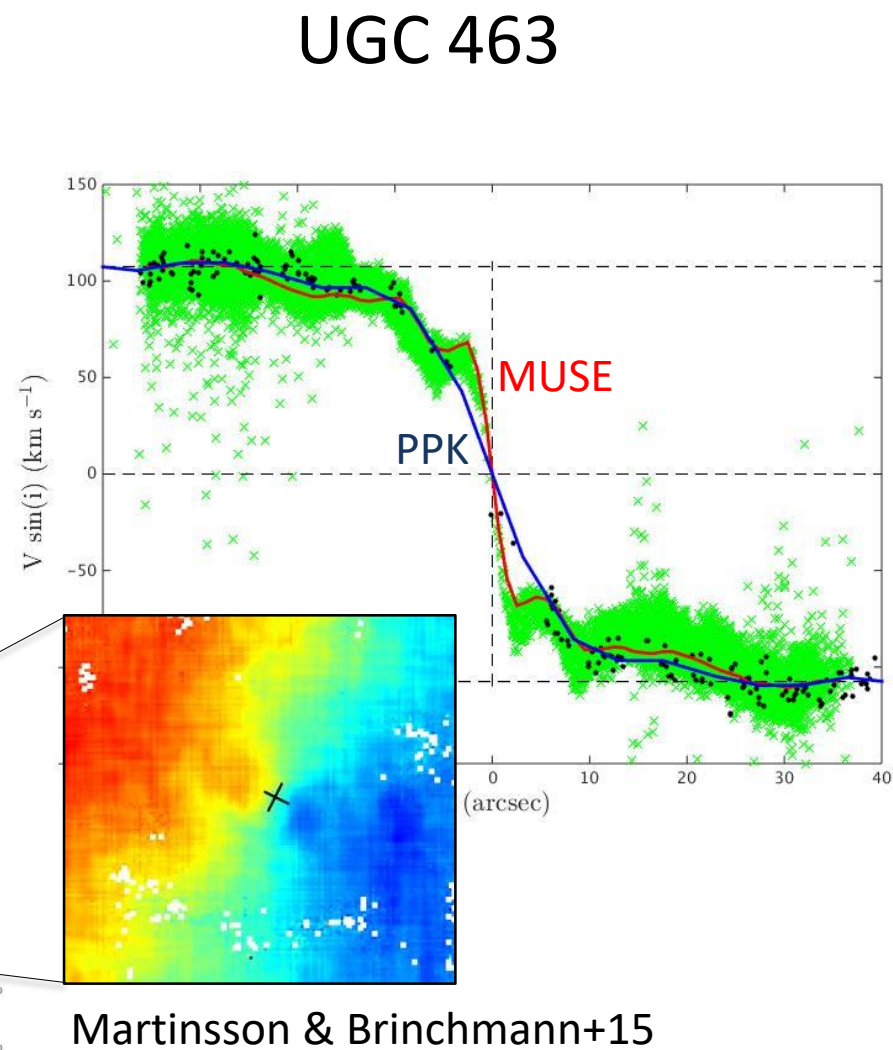 UGC 463
150
100
50
0
−50
V sin(i) (km s⁻¹)
MUSE
PPK
0 10 20 30 40
(arcsec)
Martinsson & Brinchmann+15